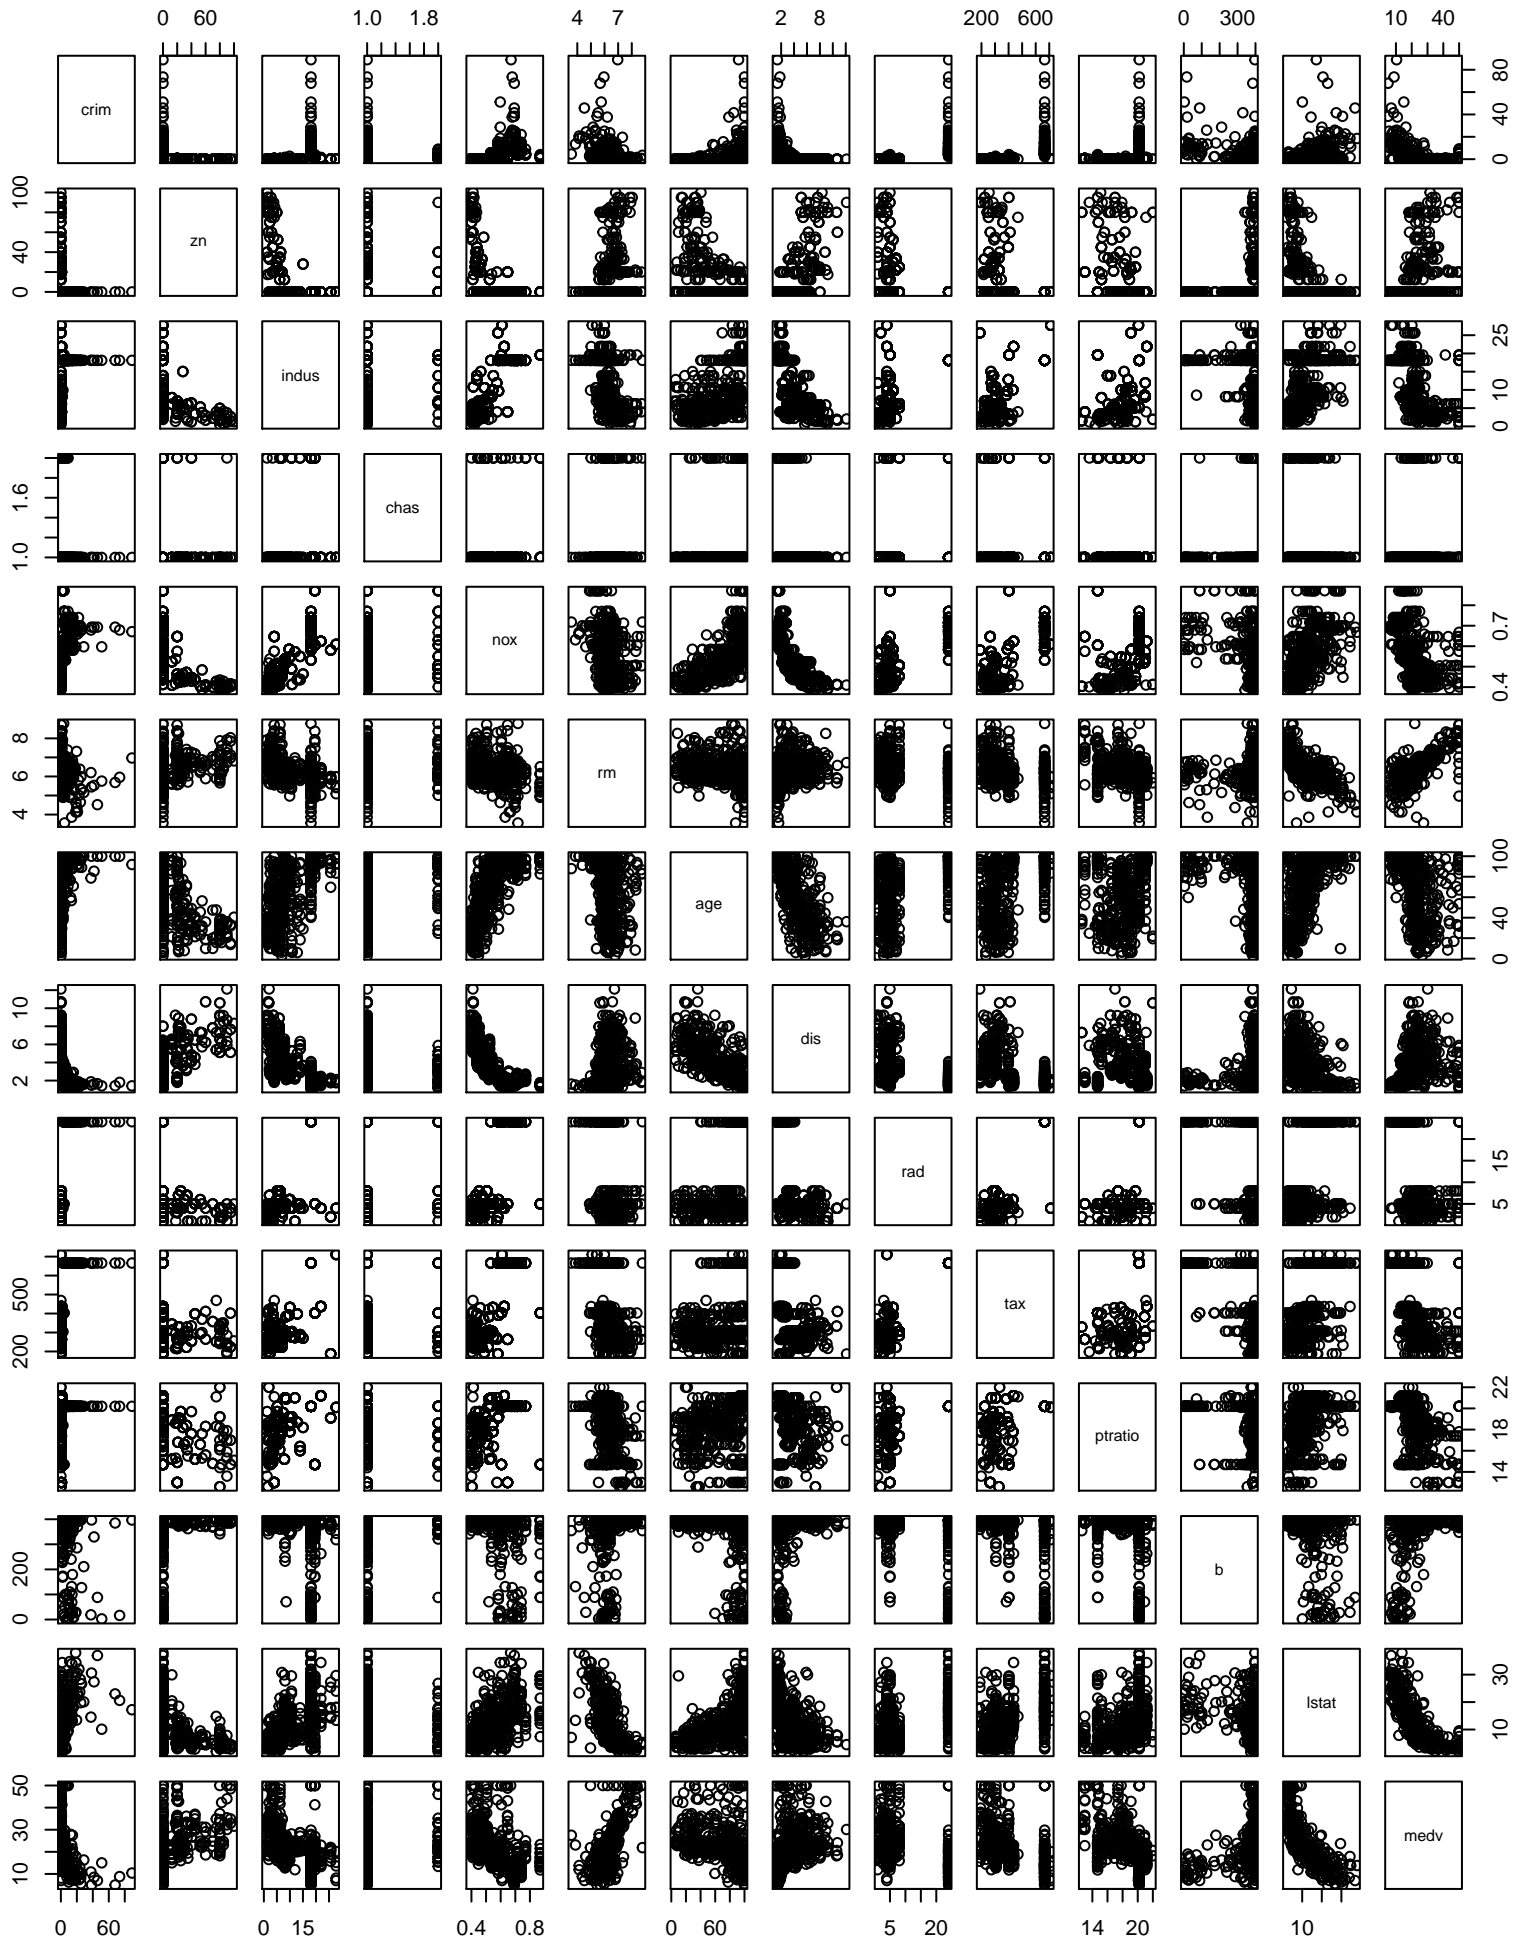 0 60 1.0 1.8 4 7 2 8 200 600 0 300 10 40
crim 0 40 80
0 40 100 zn
indus 0 10 25
1.0 1.6 chas
nox 0.4 0.7
4 6 8 rm
age 0 40 100
2 6 10 dis
rad 5 15
200 500 tax
ptratio 14 18 22
0 200 b
lstat 10 30
10 30 50 medv
0 60 0 15 0.4 0.8 0 60 5 20 14 20 10